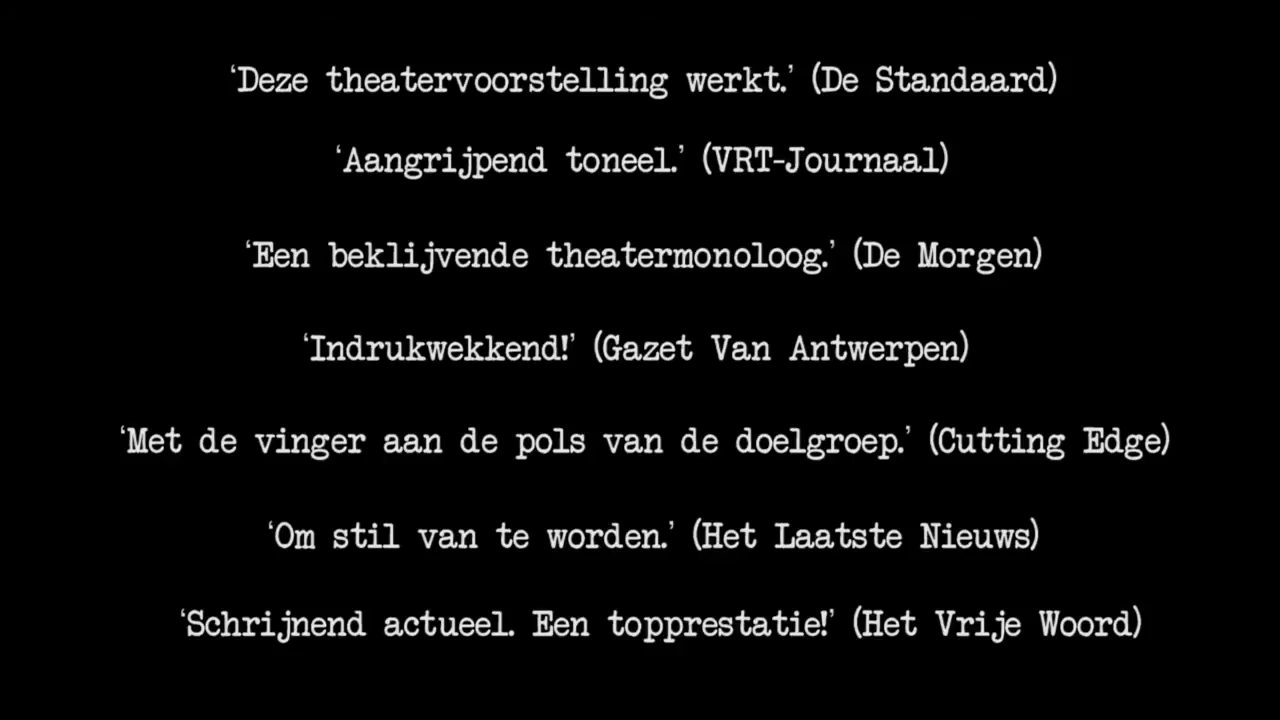 ‘Deze theatervoorstelling werkt.’ (De Standaard)
‘Aangrijpend toneel.’ (VRT-Journaal)
‘Een beklijvende theatermonoloog.’ (De Morgen)
‘Indrukwekkend!’ (Gazet Van Antwerpen)
‘Met de vinger aan de pols van de doelgroep.’ (Cutting Edge)
‘Om stil van te worden.’ (Het Laatste Nieuws)
‘Schrijnend actueel. Een topprestatie!’ (Het Vrije Woord)